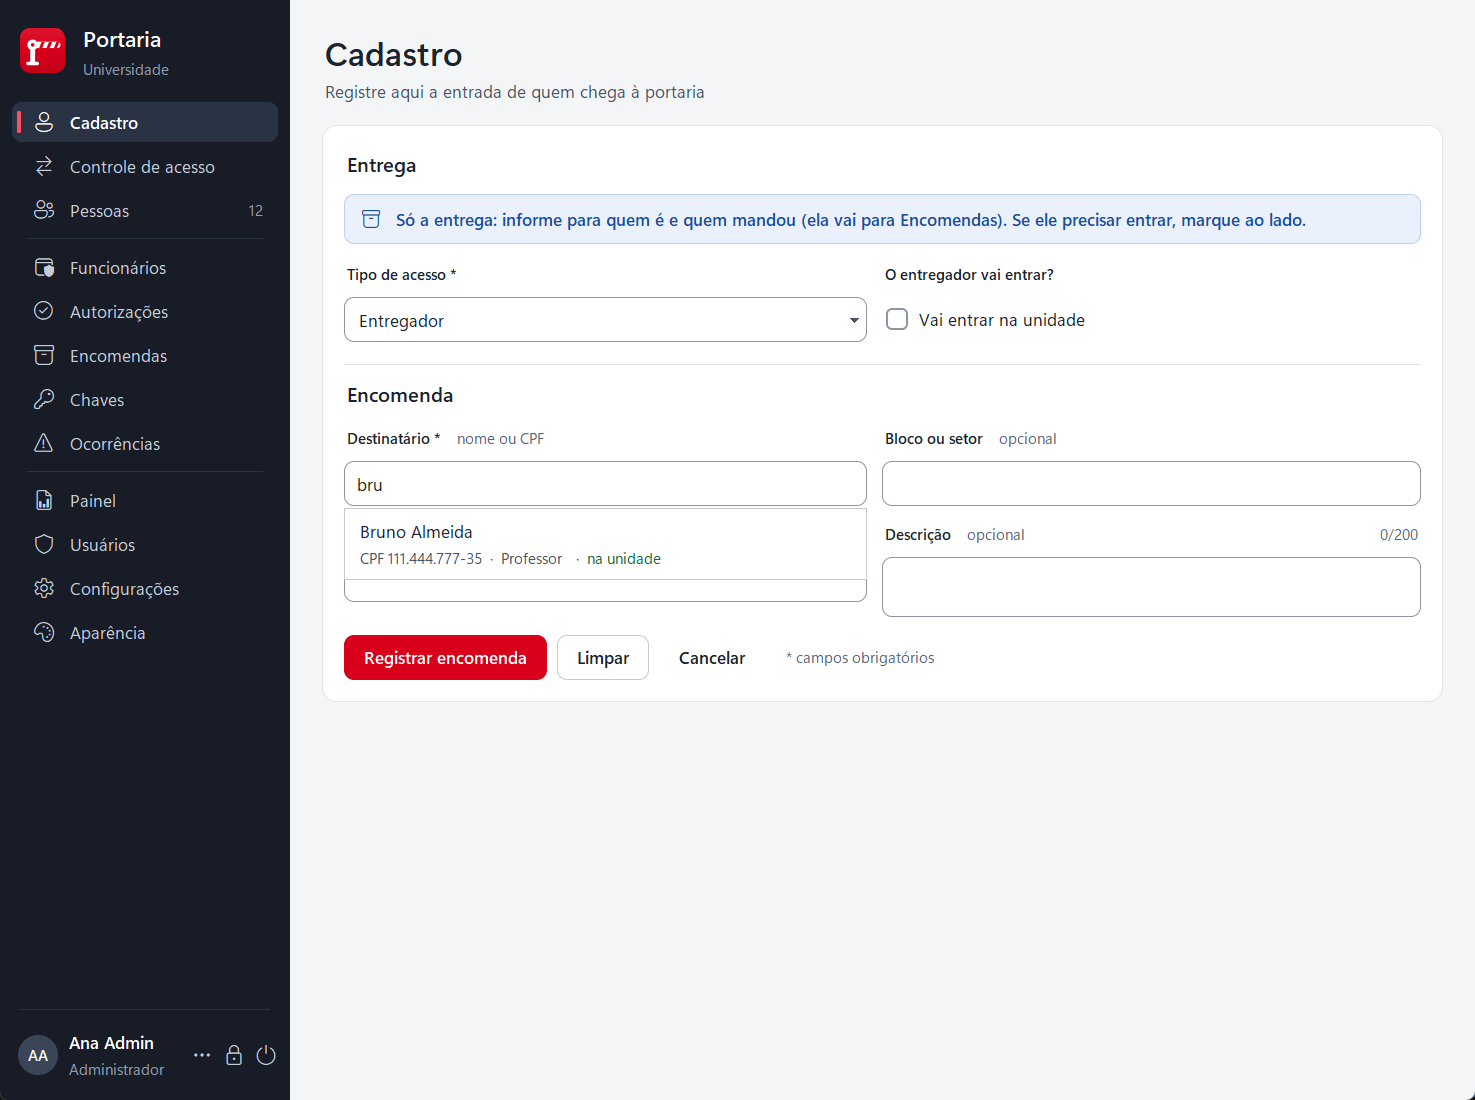 Portaria
Universidade
Cadastro
Controle de acesso
Pessoas 12
Funcionários
Autorizações
Encomendas
Chaves
Ocorrências
Painel
Usuários
Configurações
Aparência
AA
Ana Admin
Administrador
Cadastro
Registre aqui a entrada de quem chega à portaria
Entrega
Só a entrega: informe para quem é e quem mandou (ela vai para Encomendas). Se ele precisar entrar, marque ao lado.
Tipo de acesso *
Entregador
O entregador vai entrar?
Vai entrar na unidade
Encomenda
Destinatário * nome ou CPF
bru
Bruno Almeida
CPF 111.444.777-35 · Professor · na unidade
Bloco ou setor opcional
Descrição opcional 0/200
Registrar encomenda
Limpar
Cancelar
* campos obrigatórios